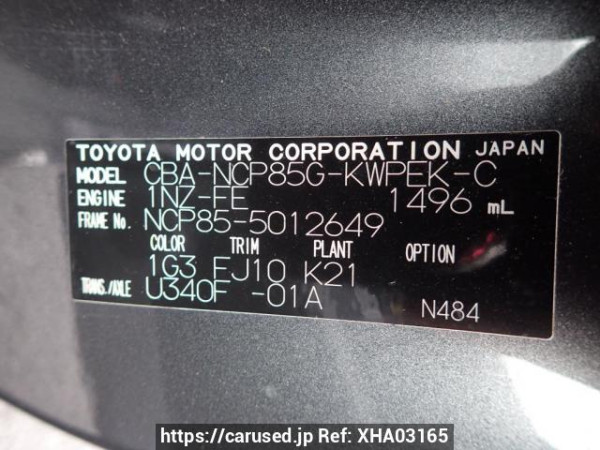 TOYOTA MOTOR CORPORATION JAPAN
MODEL CBA-NCP85G-KWPEK-C
ENGINE 1NZ-FE 1496 mL
FRAME No. NCP85-5012649
COLOR TRIM PLANT OPTION
1G3 FJ10 K21
TRANS./AXLE U340F -01A
N484
https://carused.jp Ref: XHA03165